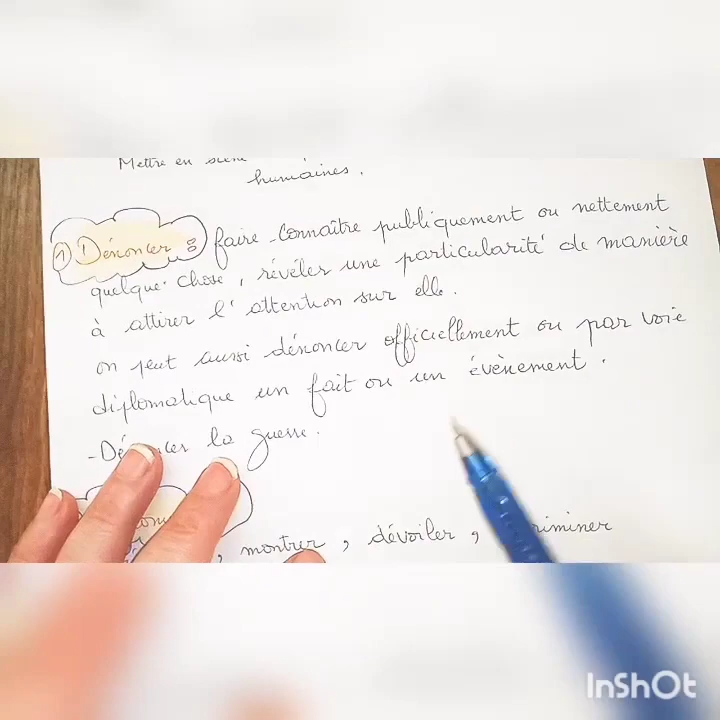 Mettre en scène
humaines.
1) Dénoncer : faire connaître publiquement ou nettement
quelque chose, révéler une particularité de manière
à attirer l'attention sur elle.
on peut aussi dénoncer officiellement ou par voie
diplomatique un fait ou un évènement.
- Dénoncer la guerre.
, montrer, dévoiler,
InShOt